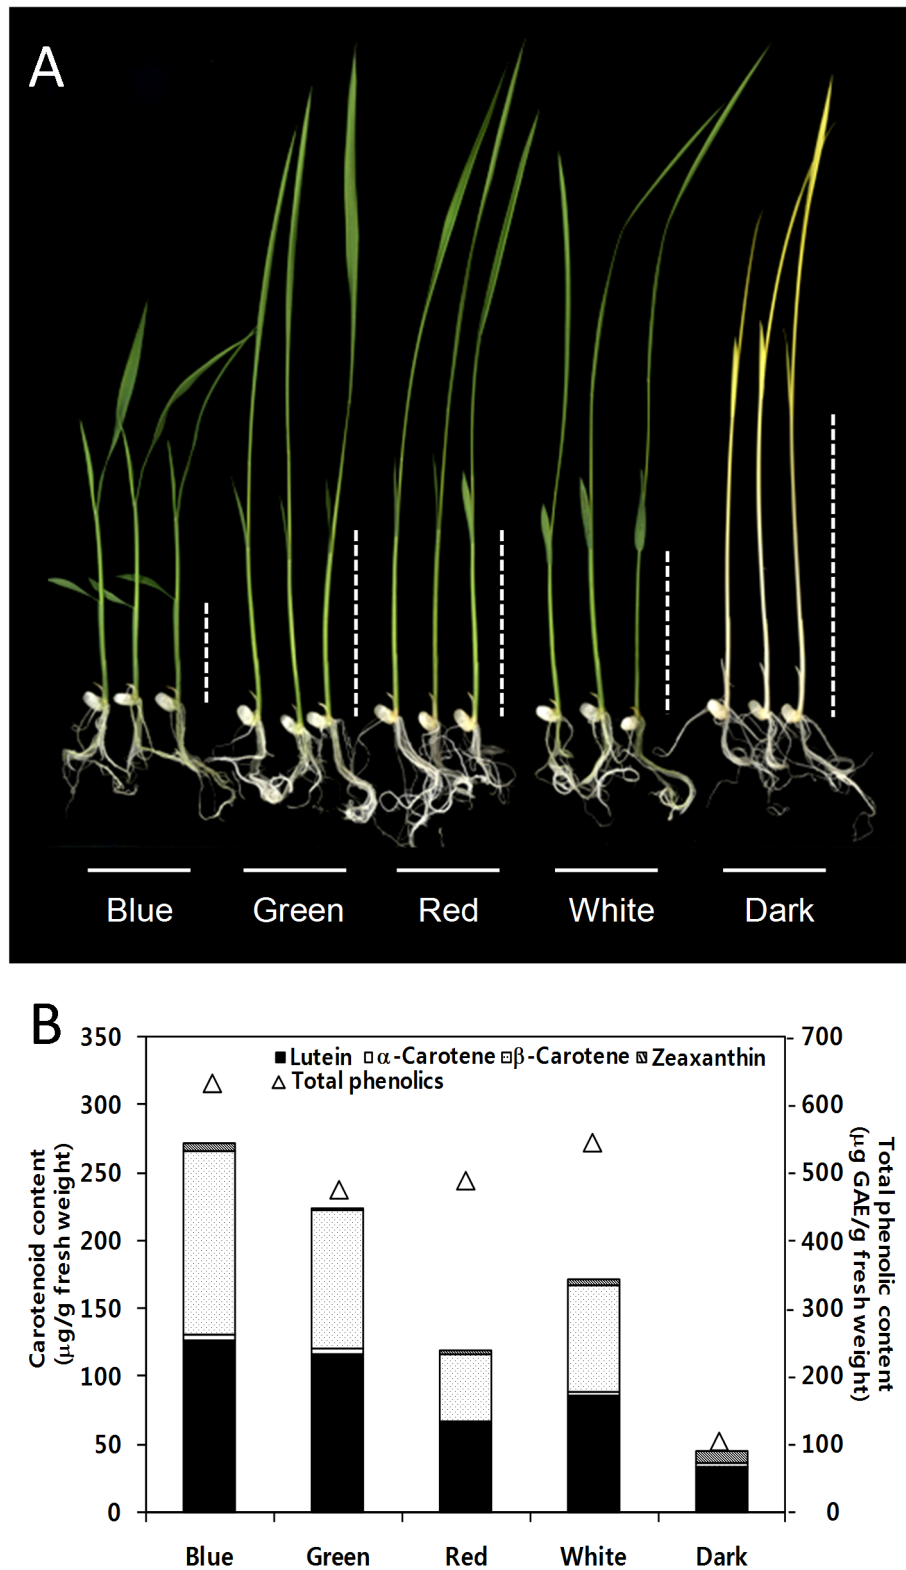 A
Blue
Green
Red
White
Dark
B
350
300
250
200
150
100
50
0
Carotenoid content
(μg/g fresh weight)
Lutein α-Carotene β-Carotene Zeaxanthin
Total phenolics
700
600
500
400
300
200
100
0
Total phenolic content
(μg GAE/g fresh weight)
Blue
Green
Red
White
Dark